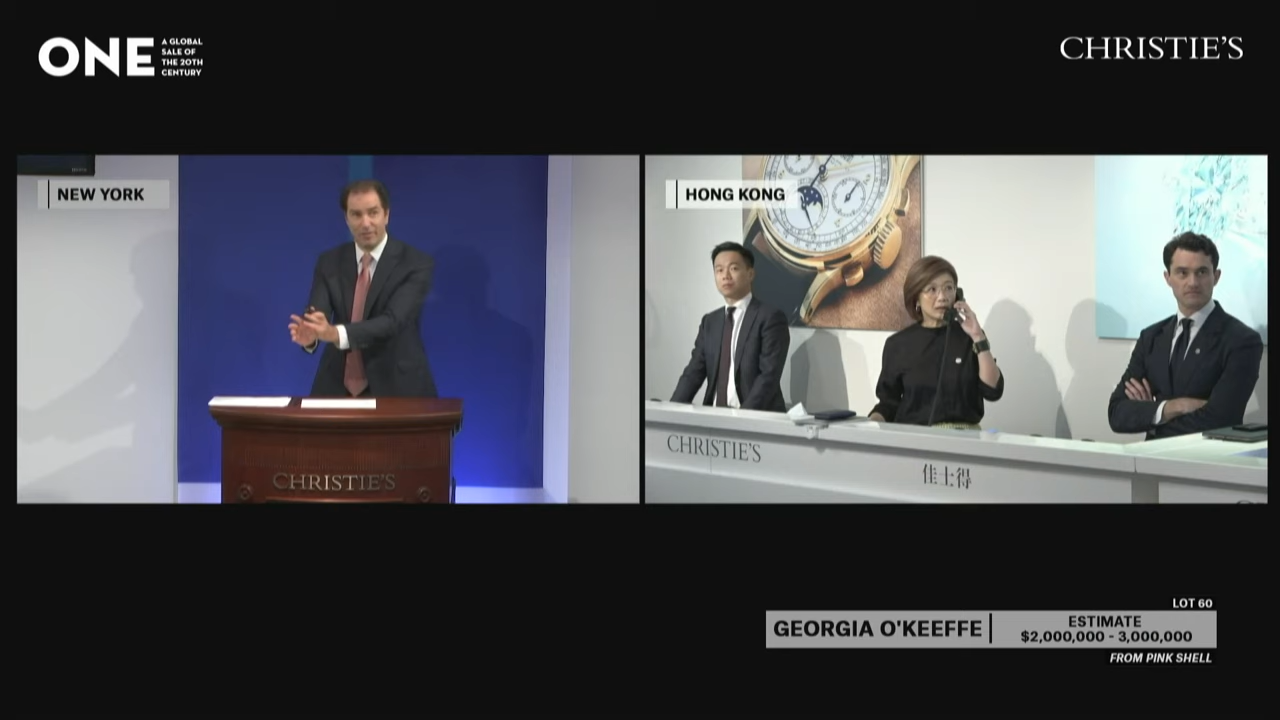 ONE
A GLOBAL
SALE OF
THE 20TH
CENTURY
CHRISTIE'S
NEW YORK
HONG KONG
CHRISTIE'S
CHRISTIE'S
佳士得
LOT 60
GEORGIA O'KEEFFE
ESTIMATE
$2,000,000 - 3,000,000
FROM PINK SHELL